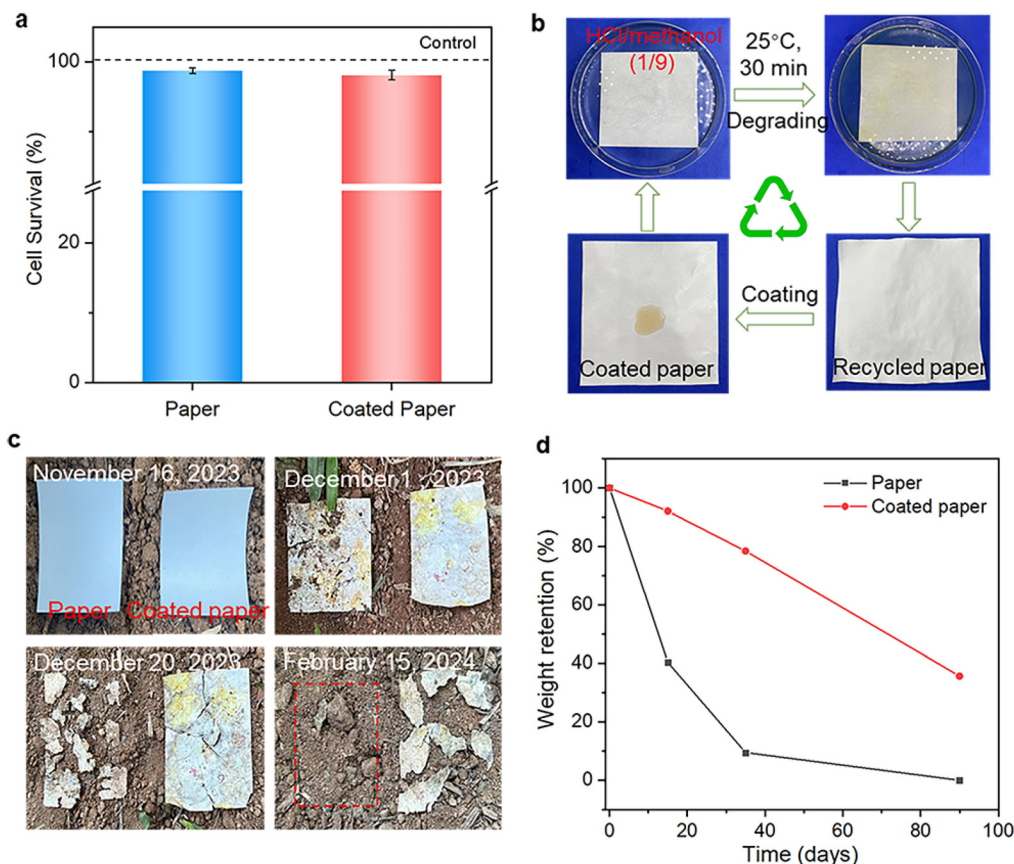 a
Control
100
20
0
Cell Survival (%)
Paper
Coated Paper
b
HCl/methanol
(1/9)
25°C,
30 min
Degrading
Coating
Coated paper
Recycled paper
c
November 16, 2023
Paper
Coated paper
December 1, 2023
December 20, 2023
February 15, 2024
d
Paper
Coated paper
100
80
60
40
20
0
Weight retention (%)
0
20
40
60
80
100
Time (days)